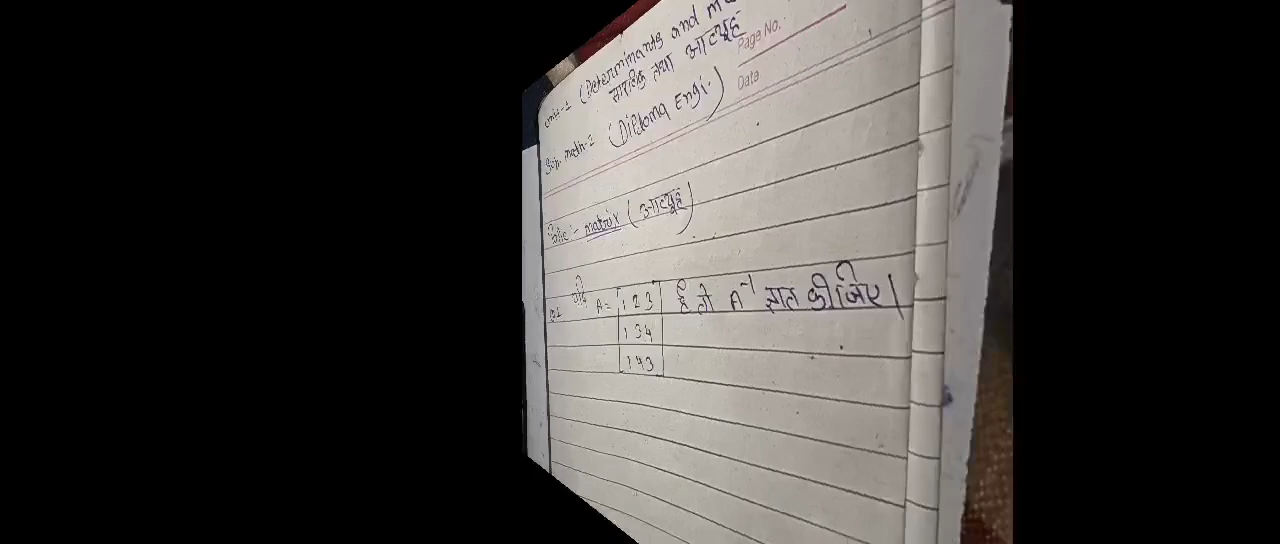 Unit-1 (Determinants and
सारणिक तथा आव्यूह
Page No.
Date
Sub. math-2 (Diploma Engi.)
Topic:- matrix (आव्यूह)
यदि A = 1 2 3 है तो A⁻¹ ज्ञात कीजिए।
1 3 4
1 4 3